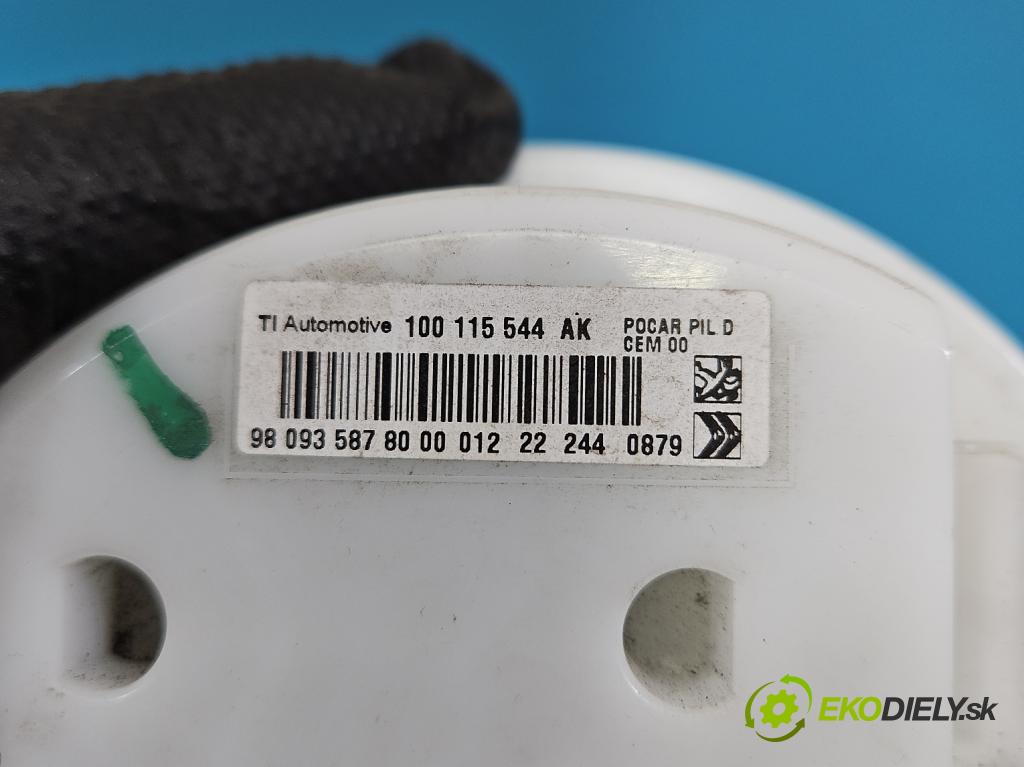 TI Automotive 100 115 544 AK POCAR PIL D
CEM 00
98 093 587 80 00 012 22 244 0879
EKODIELY.sk